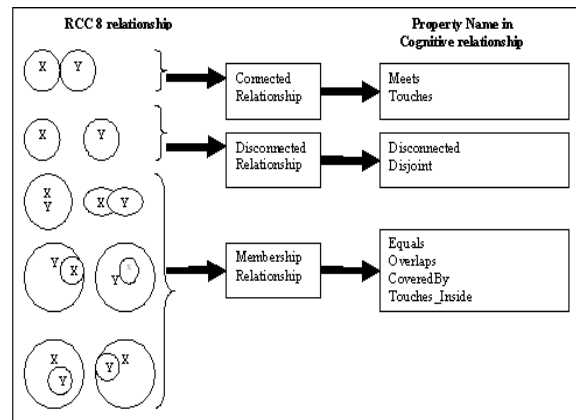 RCC 8 relationship
Property Name in
Cognitive relationship
X Y
Connected
Relationship
Meets
Touches
X Y
Disconnected
Relationship
Disconnected
Disjoint
X
Y
X Y
Y X
X
Y
Membership
Relationship
Equals
Overlaps
CoveredBy
Touches_Inside
X
Y
X
Y